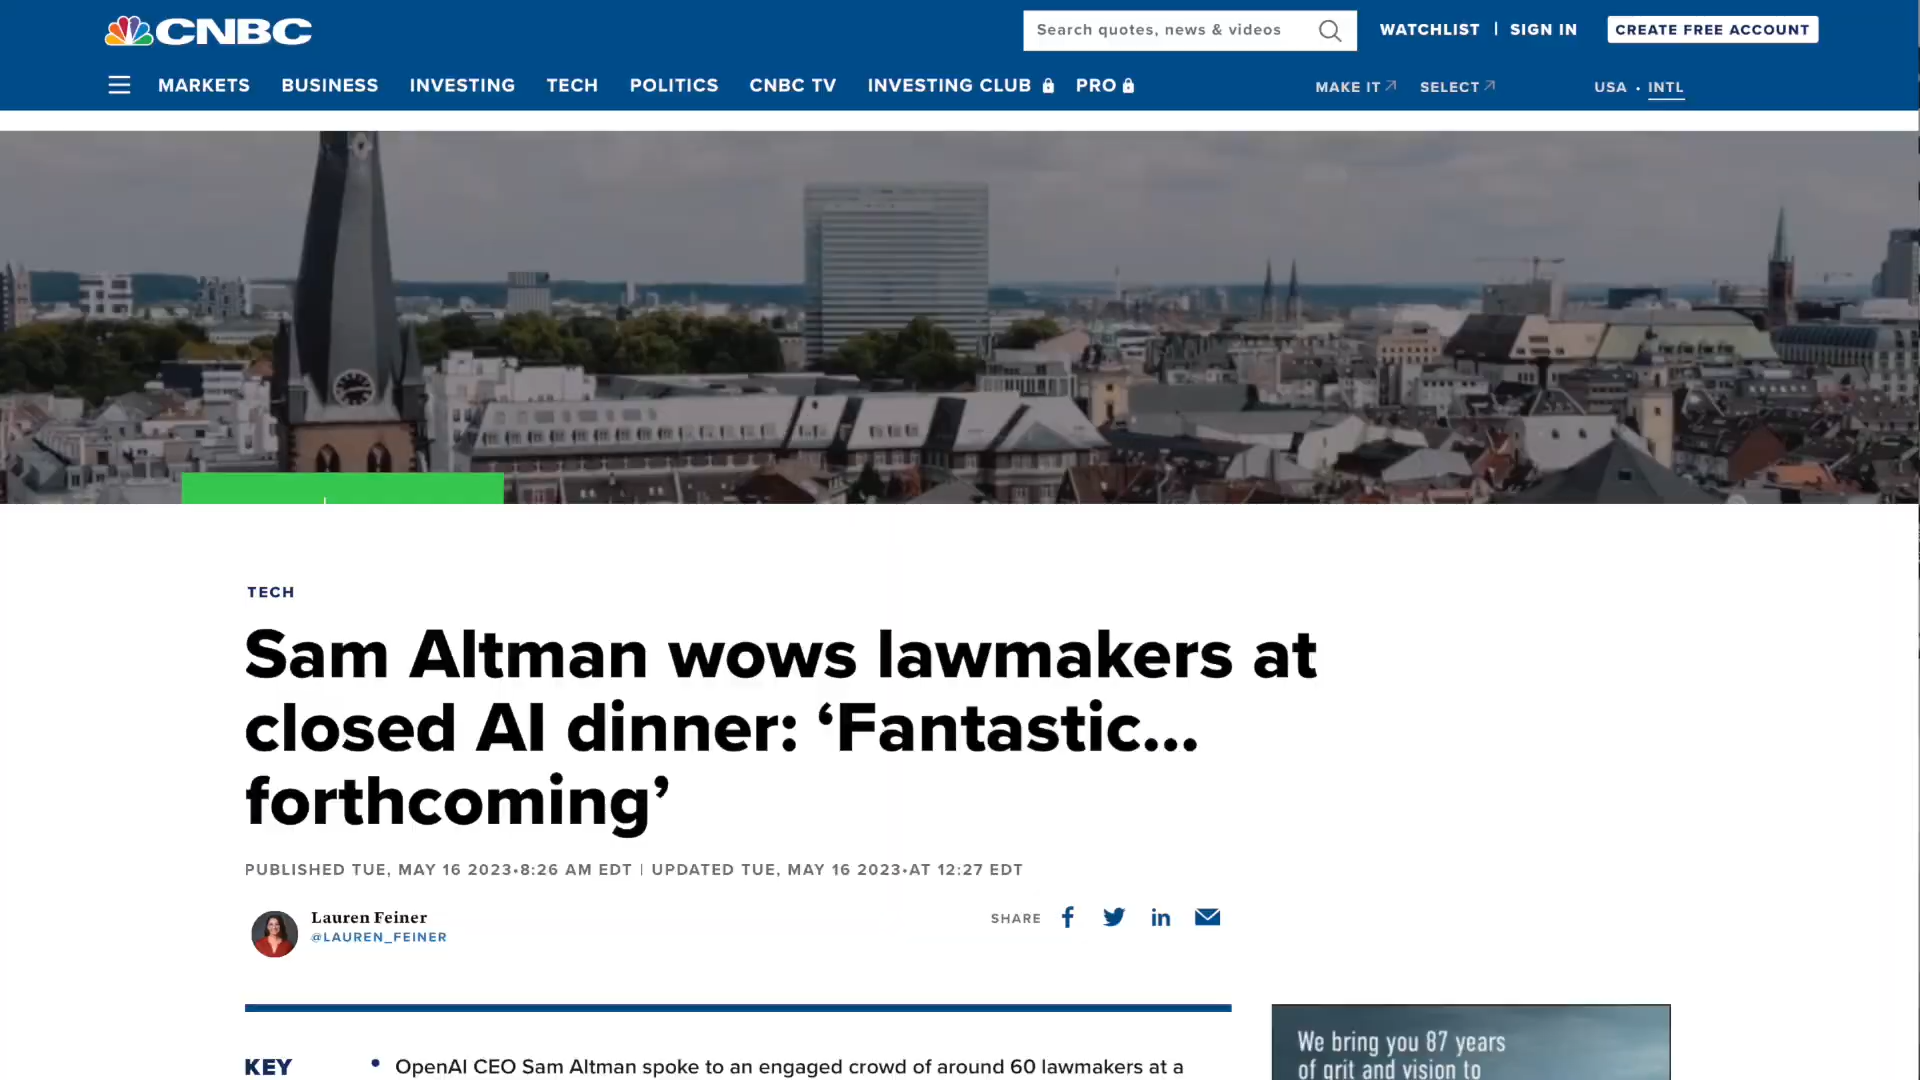 CNBC
Search quotes, news & videos
WATCHLIST | SIGN IN
CREATE FREE ACCOUNT
MARKETS BUSINESS INVESTING TECH POLITICS CNBC TV INVESTING CLUB PRO
MAKE IT SELECT
USA • INTL
TECH
Sam Altman wows lawmakers at
closed AI dinner: ‘Fantastic...
forthcoming’
PUBLISHED TUE, MAY 16 2023•8:26 AM EDT | UPDATED TUE, MAY 16 2023•AT 12:27 EDT
Lauren Feiner
@LAUREN_FEINER
SHARE
KEY
• OpenAI CEO Sam Altman spoke to an engaged crowd of around 60 lawmakers at a
We bring you 87 years
of grit and vision to